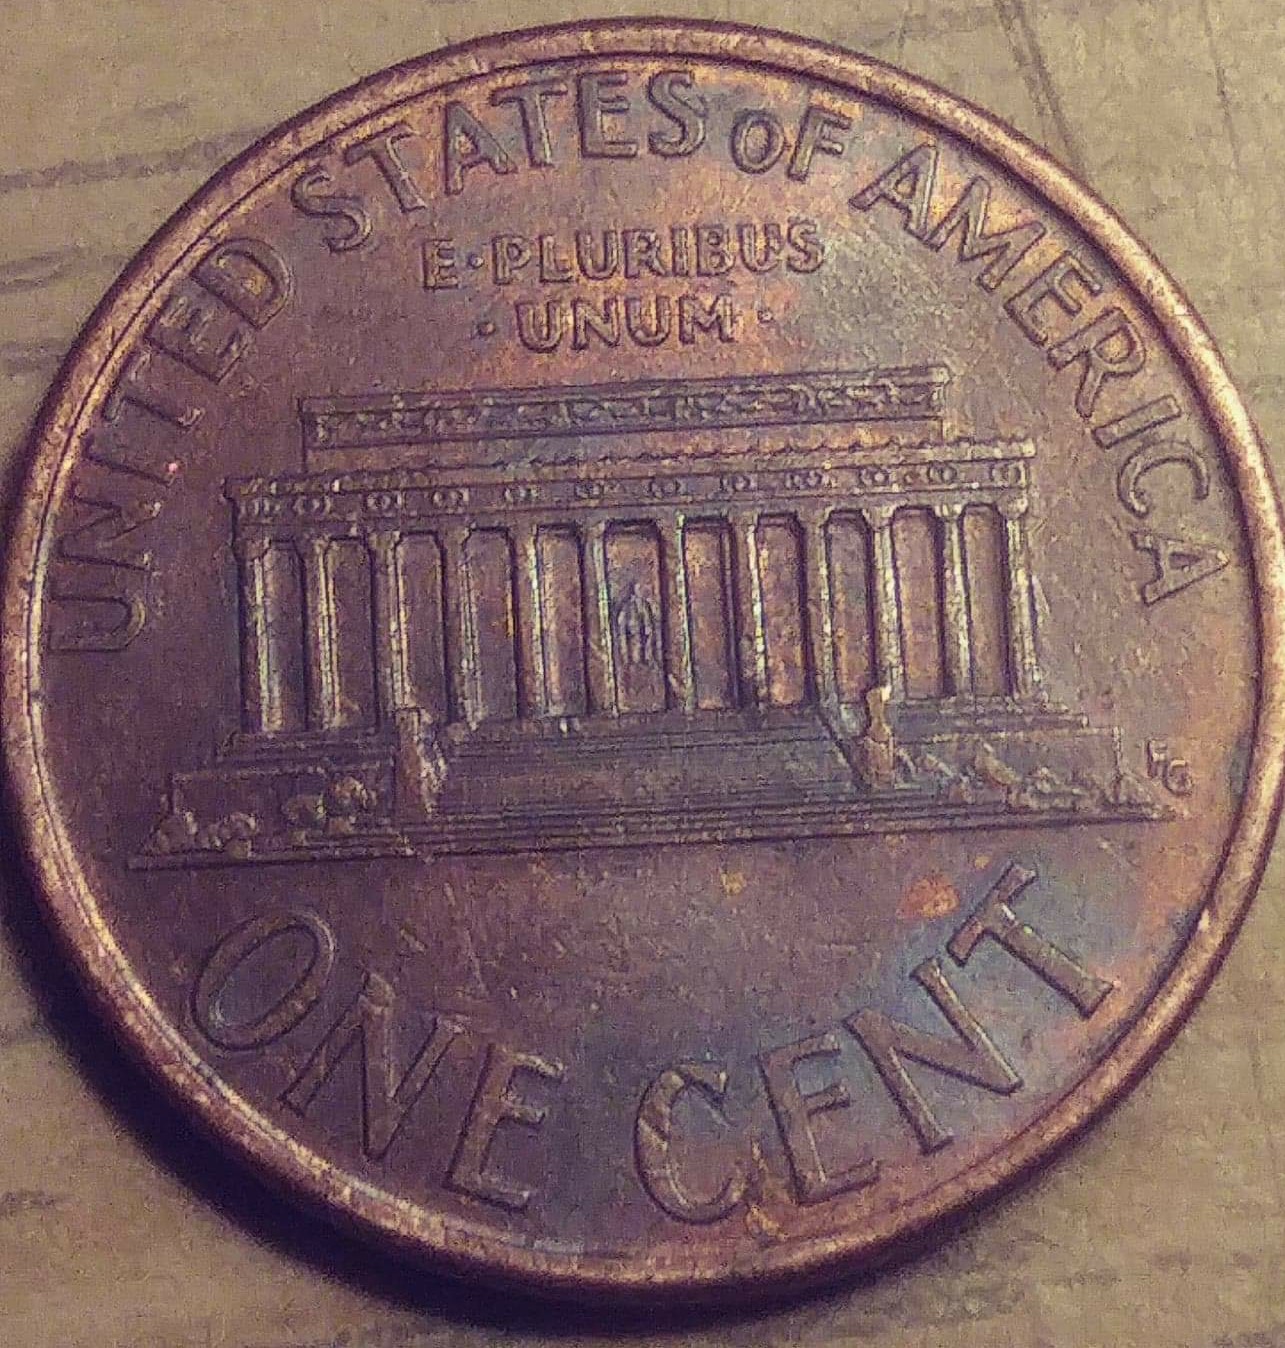 UNITED STATES OF AMERICA
E·PLURIBUS
·UNUM·
FG
ONE CENT